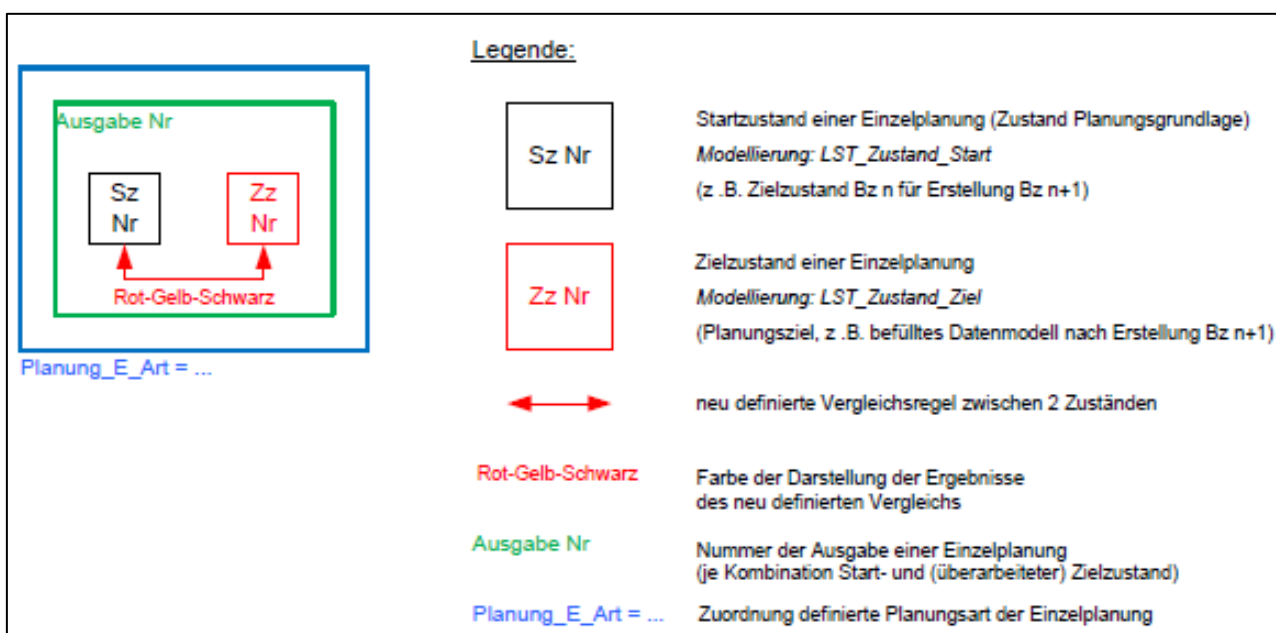 Legende:
Ausgabe Nr
Sz
Nr
Zz
Nr
Rot-Gelb-Schwarz
Planung_E_Art = ...
Sz Nr
Startzustand einer Einzelplanung (Zustand Planungsgrundlage)
Modellierung: LST_Zustand_Start
(z .B. Zielzustand Bz n für Erstellung Bz n+1)
Zz Nr
Zielzustand einer Einzelplanung
Modellierung: LST_Zustand_Ziel
(Planungsziel, z .B. befülltes Datenmodell nach Erstellung Bz n+1)
neu definierte Vergleichsregel zwischen 2 Zuständen
Rot-Gelb-Schwarz
Farbe der Darstellung der Ergebnisse
des neu definierten Vergleichs
Ausgabe Nr
Nummer der Ausgabe einer Einzelplanung
(je Kombination Start- und (überarbeiteter) Zielzustand)
Planung_E_Art = ...
Zuordnung definierte Planungsart der Einzelplanung